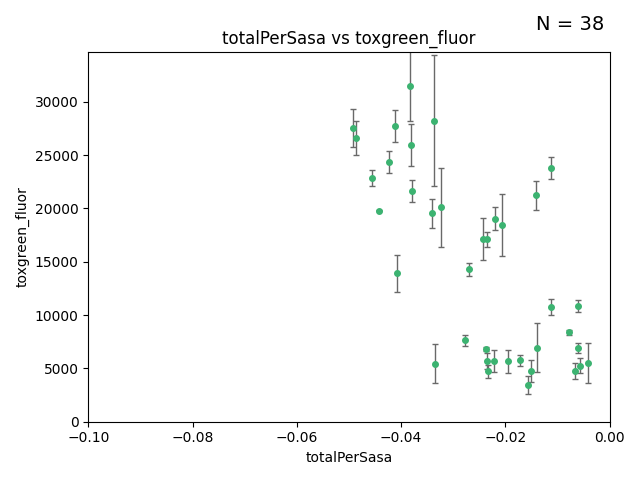 N = 38
totalPerSasa vs toxgreen_fluor
toxgreen_fluor
30000
25000
20000
15000
10000
5000
0
−0.10 −0.08 −0.06 −0.04 −0.02 0.00
totalPerSasa